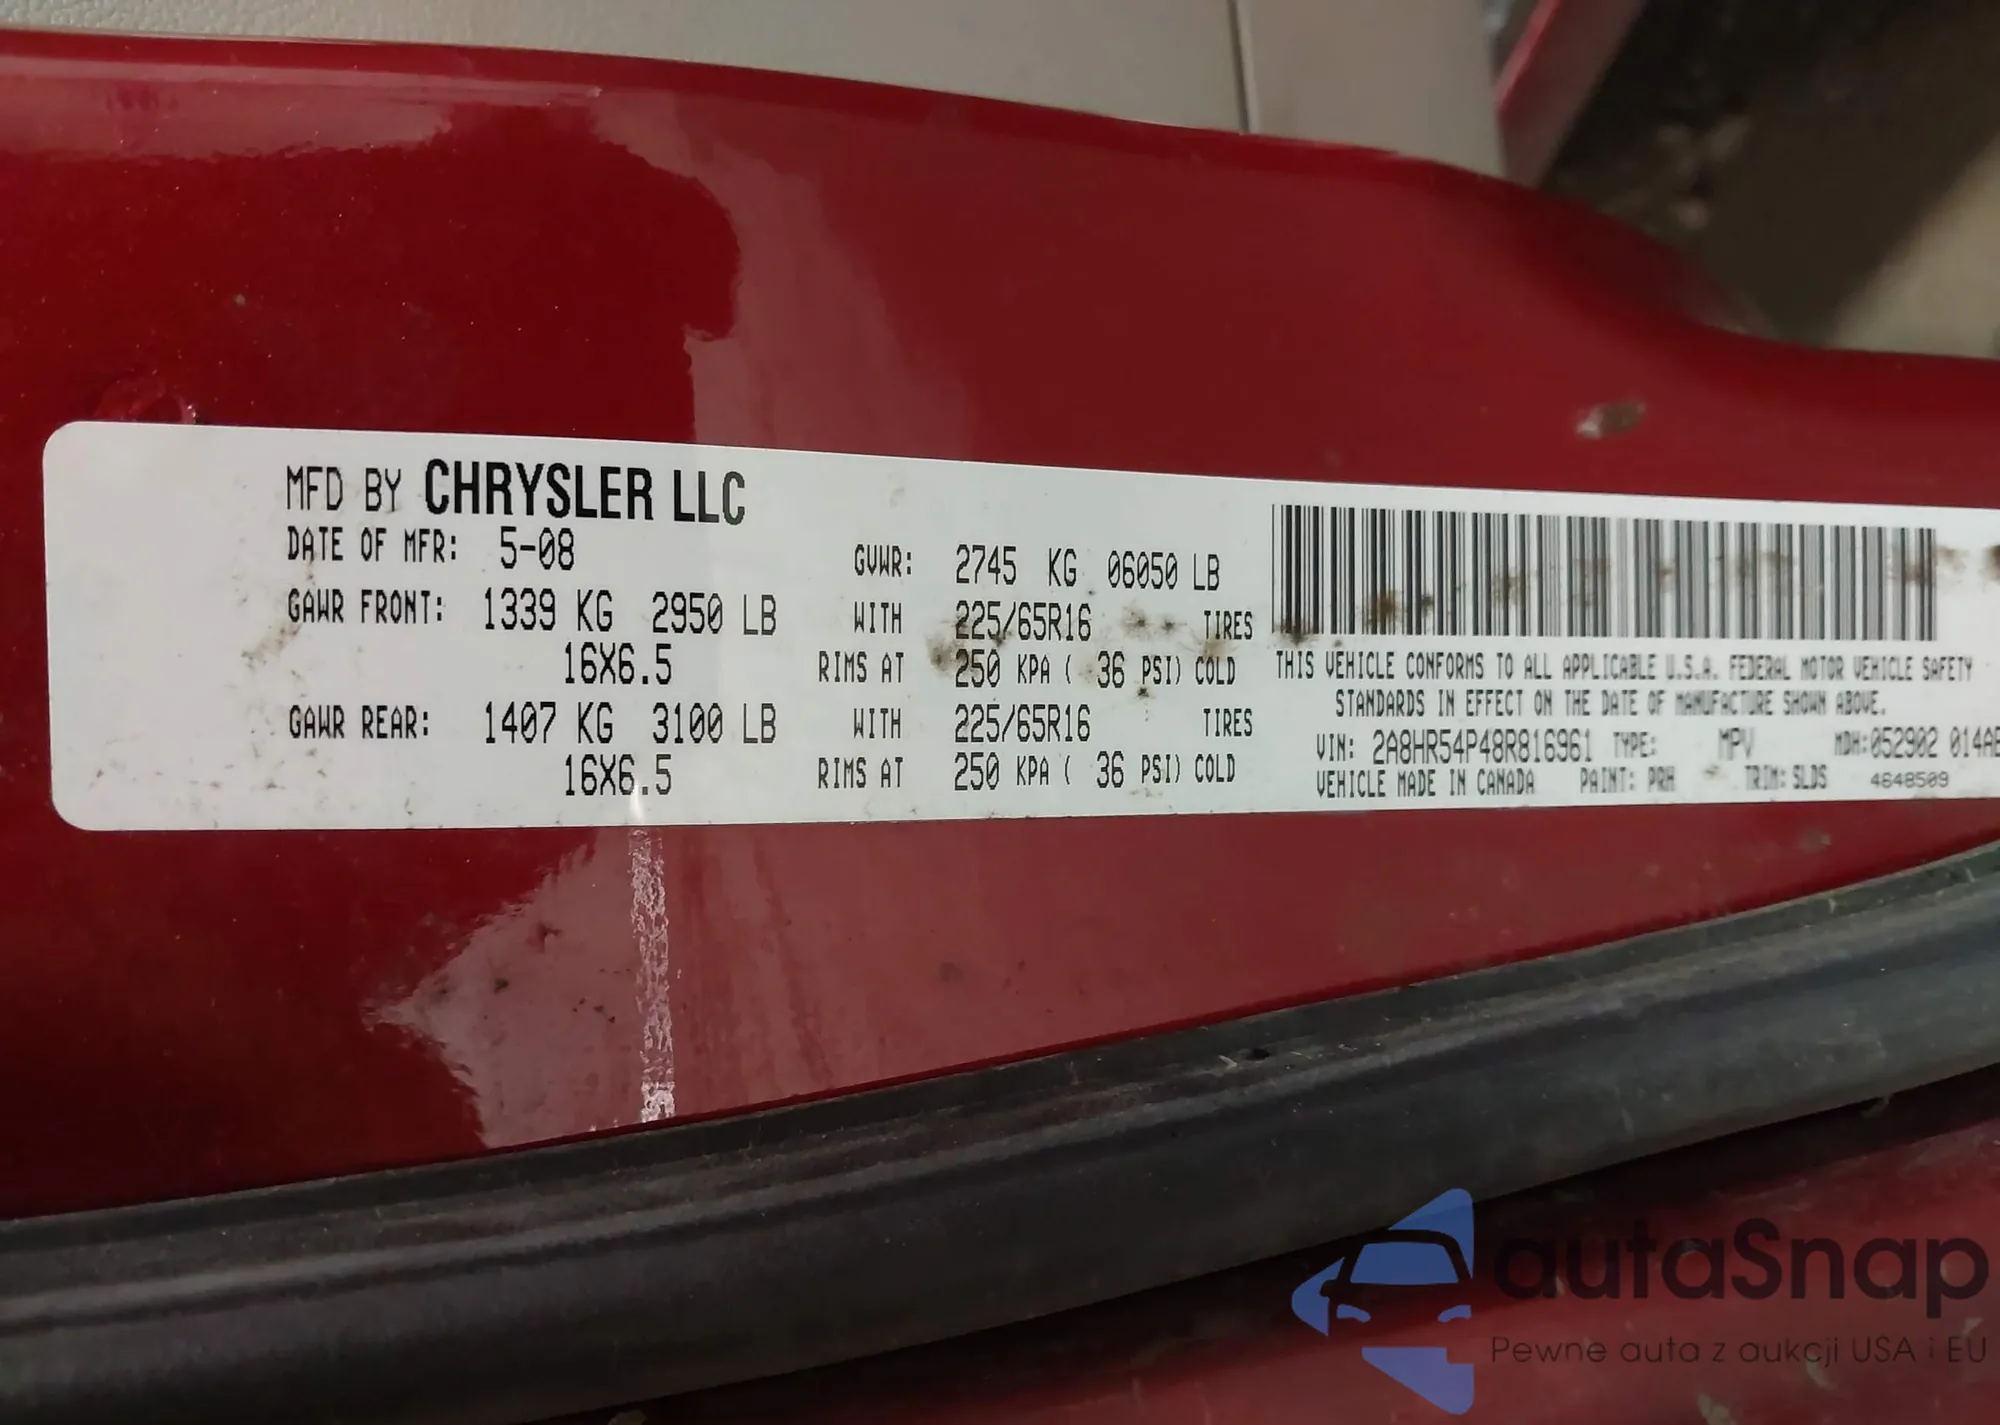 MFD BY CHRYSLER LLC
DATE OF MFR: 5-08 GVWR: 2745 KG 06050 LB
GAWR FRONT: 1339 KG 2950 LB WITH 225/65R16 TIRES
16X6.5 RIMS AT 250 KPA ( 36 PSI) COLD
GAWR REAR: 1407 KG 3100 LB WITH 225/65R16 TIRES
16X6.5 RIMS AT 250 KPA ( 36 PSI) COLD
THIS VEHICLE CONFORMS TO ALL APPLICABLE U.S.A. FEDERAL MOTOR VEHICLE SAFETY
STANDARDS IN EFFECT ON THE DATE OF MANUFACTURE SHOWN ABOVE.
VIN: 2A8HR54P48R816961 TYPE: MPV MDH:052902 014AB
VEHICLE MADE IN CANADA PAINT: PRH TRIM: SLDS 4648509
autaSnap
Pewne auta z aukcji USA i EU